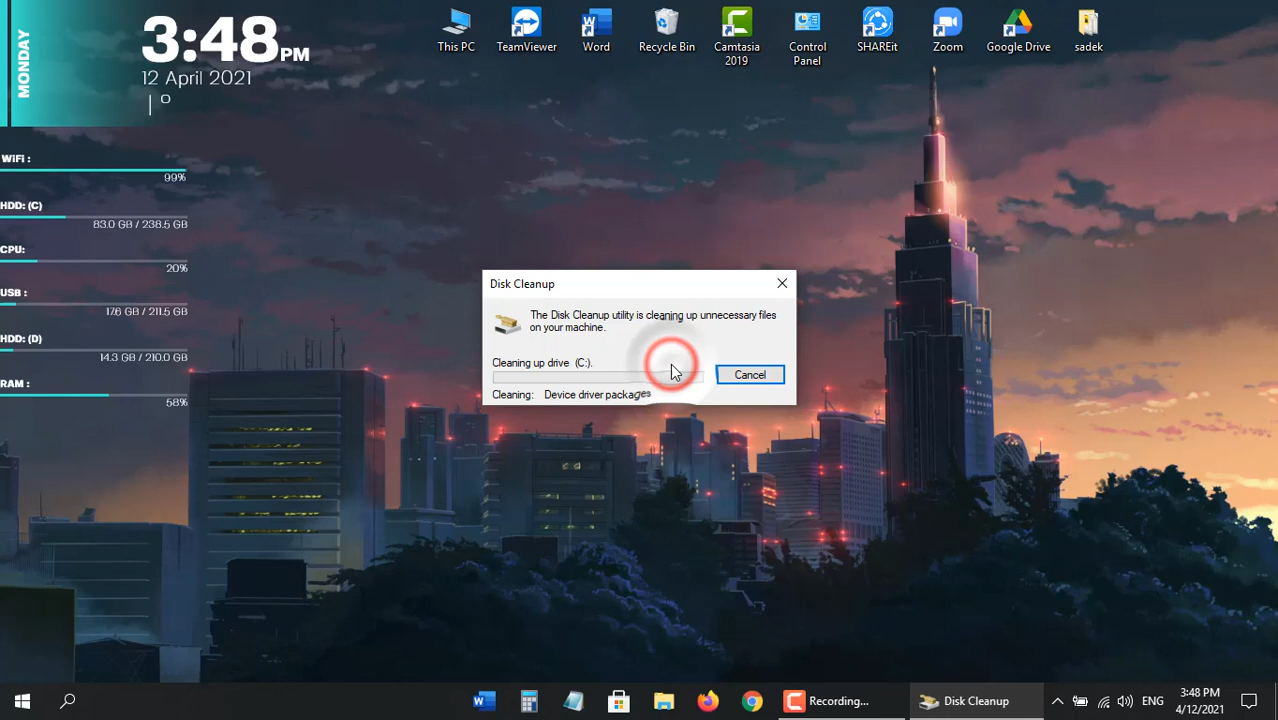 MONDAY
3:48 PM
12 April 2021
| °
WiFi :
99%
HDD: (C)
83.0 GB / 238.5 GB
CPU:
20%
USB :
17.6 GB / 211.5 GB
HDD: (D)
14.3 GB / 210.0 GB
RAM :
58%
This PC
TeamViewer
Word
Recycle Bin
Camtasia
2019
Control
Panel
SHAREit
Zoom
Google Drive
sadek
Disk Cleanup
The Disk Cleanup utility is cleaning up unnecessary files
on your machine.
Cleaning up drive (C:).
Cancel
Cleaning: Device driver packages
Recording...
Disk Cleanup
ENG
3:48 PM
4/12/2021